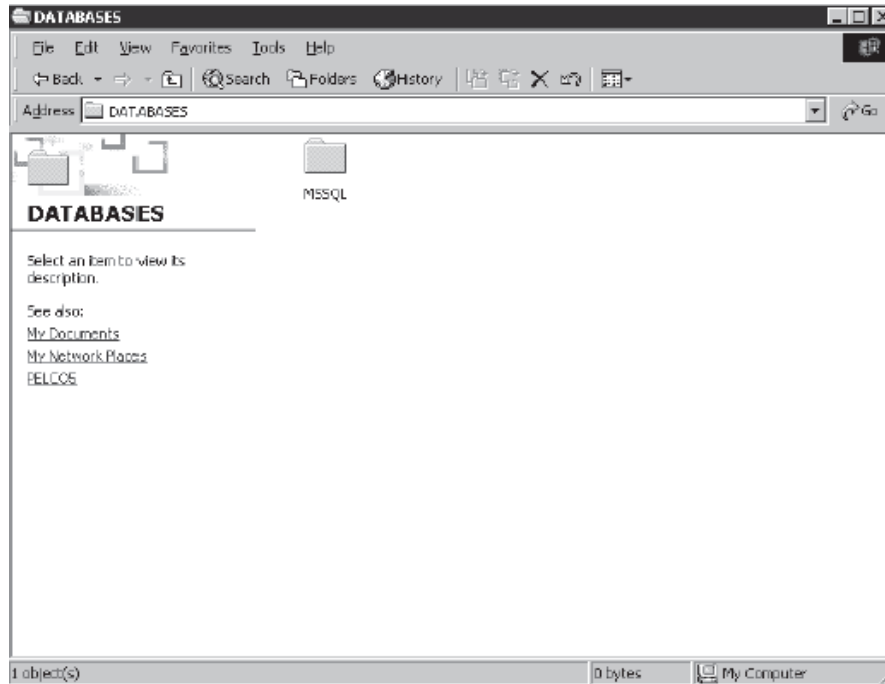 DATABASES
File Edit View Favorites Tools Help
Back Search Folders History
Address DATABASES Go
MSSQL
DATABASES
Select an item to view its
description.
See also:
My Documents
My Network Places
PELCO5
1 object(s) 0 bytes My Computer